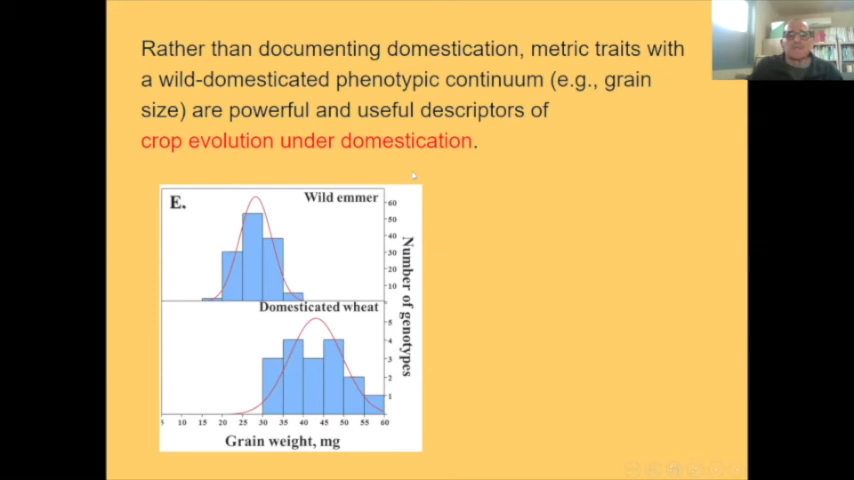 Rather than documenting domestication, metric traits with
a wild-domesticated phenotypic continuum (e.g., grain
size) are powerful and useful descriptors of
crop evolution under domestication.
E.
Wild emmer
60
50
40
30
20
10
Domesticated wheat
5
4
3
2
1
Number of genotypes
5 10 15 20 25 30 35 40 45 50 55 60
Grain weight, mg